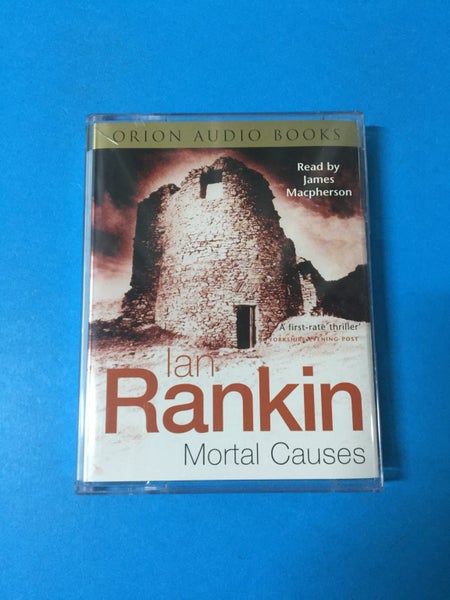 ORION AUDIO BOOKS
Read by
James
Macpherson
'A first-rate thriller'
YORKSHIRE EVENING POST
Ian
Rankin
Mortal Causes